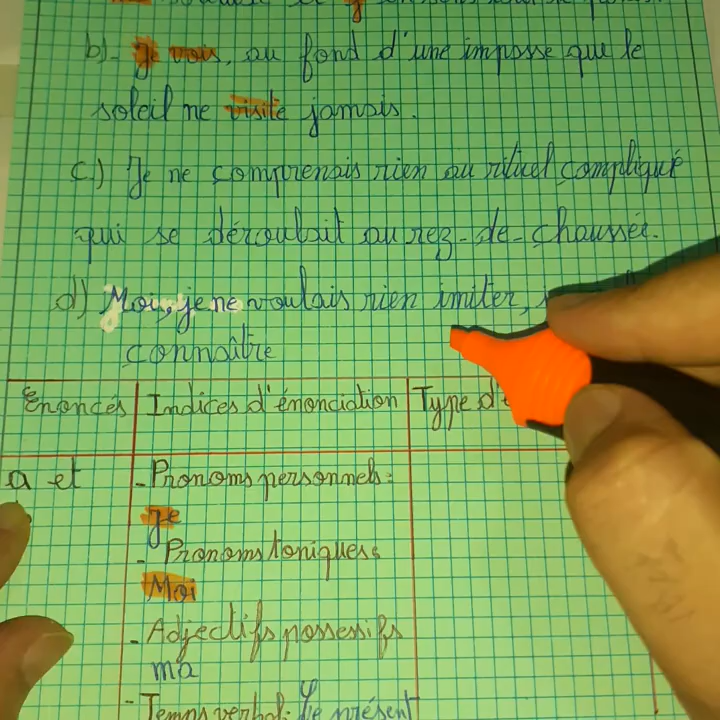 b)- Je vois, au fond d'une impasse que le
soleil ne visite jamais.
c.) Je ne comprenais rien au rituel compliqué
qui se déroulait au rez-de-chaussée.
d) Moi, je ne voulais rien imiter,
connaître
Enoncés Indices d'énonciation Type
a et - Pronoms personnels:
Je
- Pronoms toniques
Moi
- Adjectifs possessifs
ma
- Temps verbal: Le présent